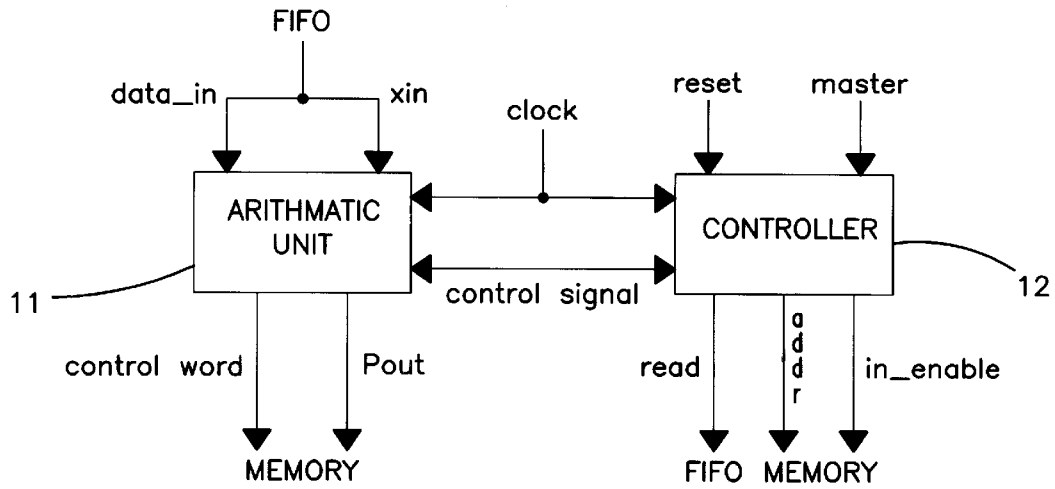 FIFO
data_in
xin
clock
reset
master
ARITHMATIC
UNIT
CONTROLLER
11
control signal
12
control word
Pout
read
addr
in_enable
MEMORY
FIFO
MEMORY